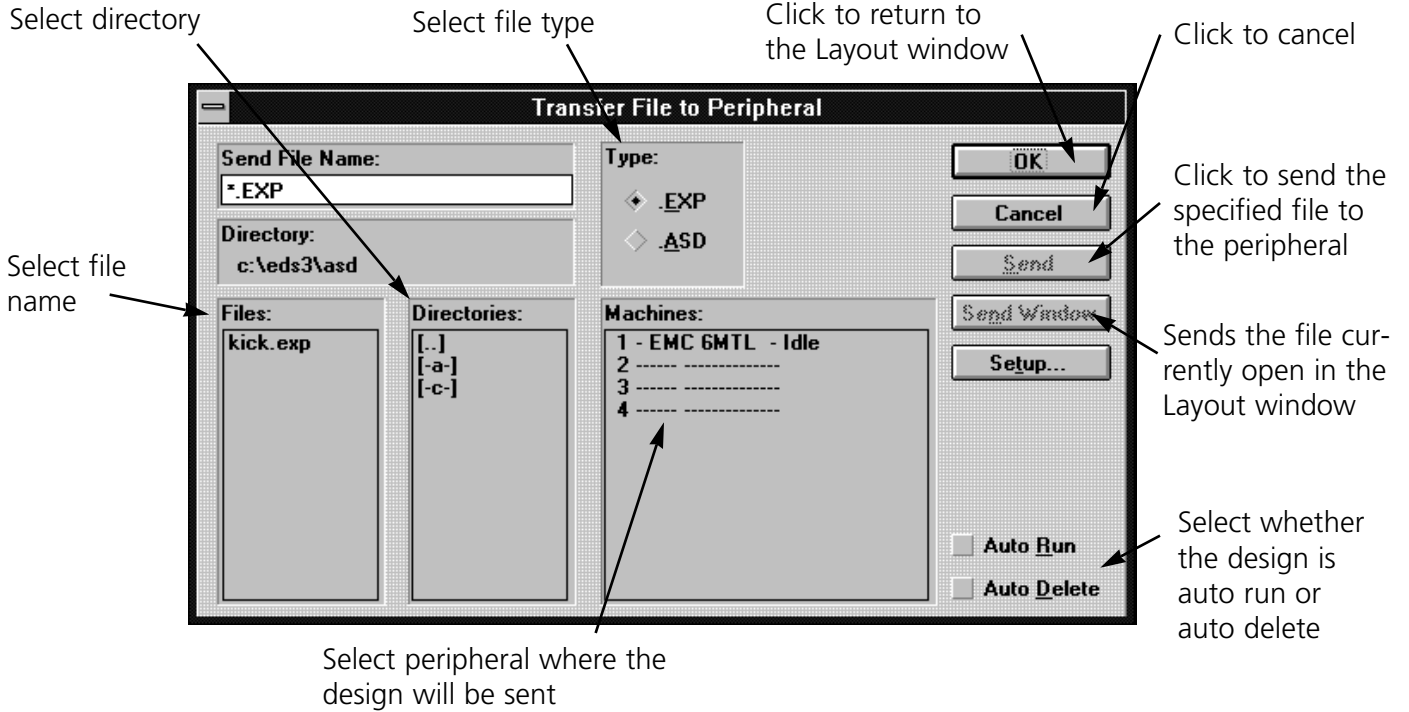 Select directory
Select file type
Click to return to
the Layout window
Click to cancel
Transfer File to Peripheral
Send File Name:
*.EXP
Directory:
c:\eds3\asd
Type:
.EXP
.ASD
OK
Cancel
Send
Send Window
Setup...
Click to send the
specified file to
the peripheral
Select file
name
Files:
kick.exp
Directories:
[..]
[-a-]
[-c-]
Machines:
1 - EMC 6MTL - Idle
2 ------ --------------
3 ------ --------------
4 ------ --------------
Sends the file cur-
rently open in the
Layout window
Auto Run
Auto Delete
Select whether
the design is
auto run or
auto delete
Select peripheral where the
design will be sent